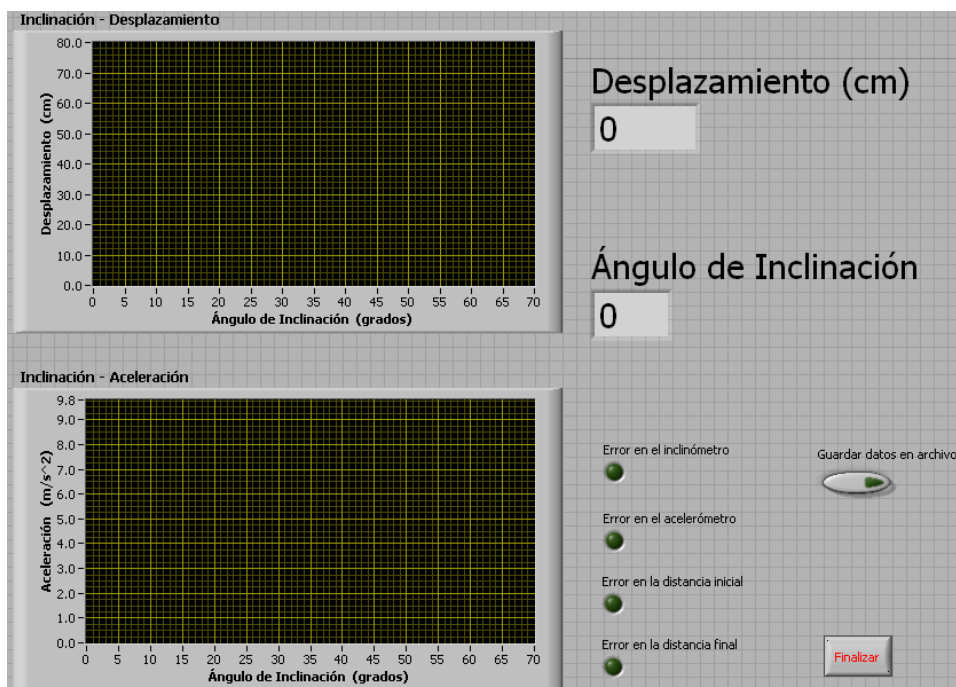 Inclinación - Desplazamiento
80.0
70.0
60.0
50.0
40.0
30.0
20.0
10.0
0.0
Desplazamiento (cm)
0 5 10 15 20 25 30 35 40 45 50 55 60 65 70
Ángulo de Inclinación (grados)
Desplazamiento (cm)
0
Ángulo de Inclinación
0
Inclinación - Aceleración
9.8
9.0
8.0
7.0
6.0
5.0
4.0
3.0
2.0
1.0
0.0
Aceleración (m/s^2)
0 5 10 15 20 25 30 35 40 45 50 55 60 65 70
Ángulo de Inclinación (grados)
Error en el inclinómetro
Guardar datos en archivo
Error en el acelerómetro
Error en la distancia inicial
Error en la distancia final
Finalizar